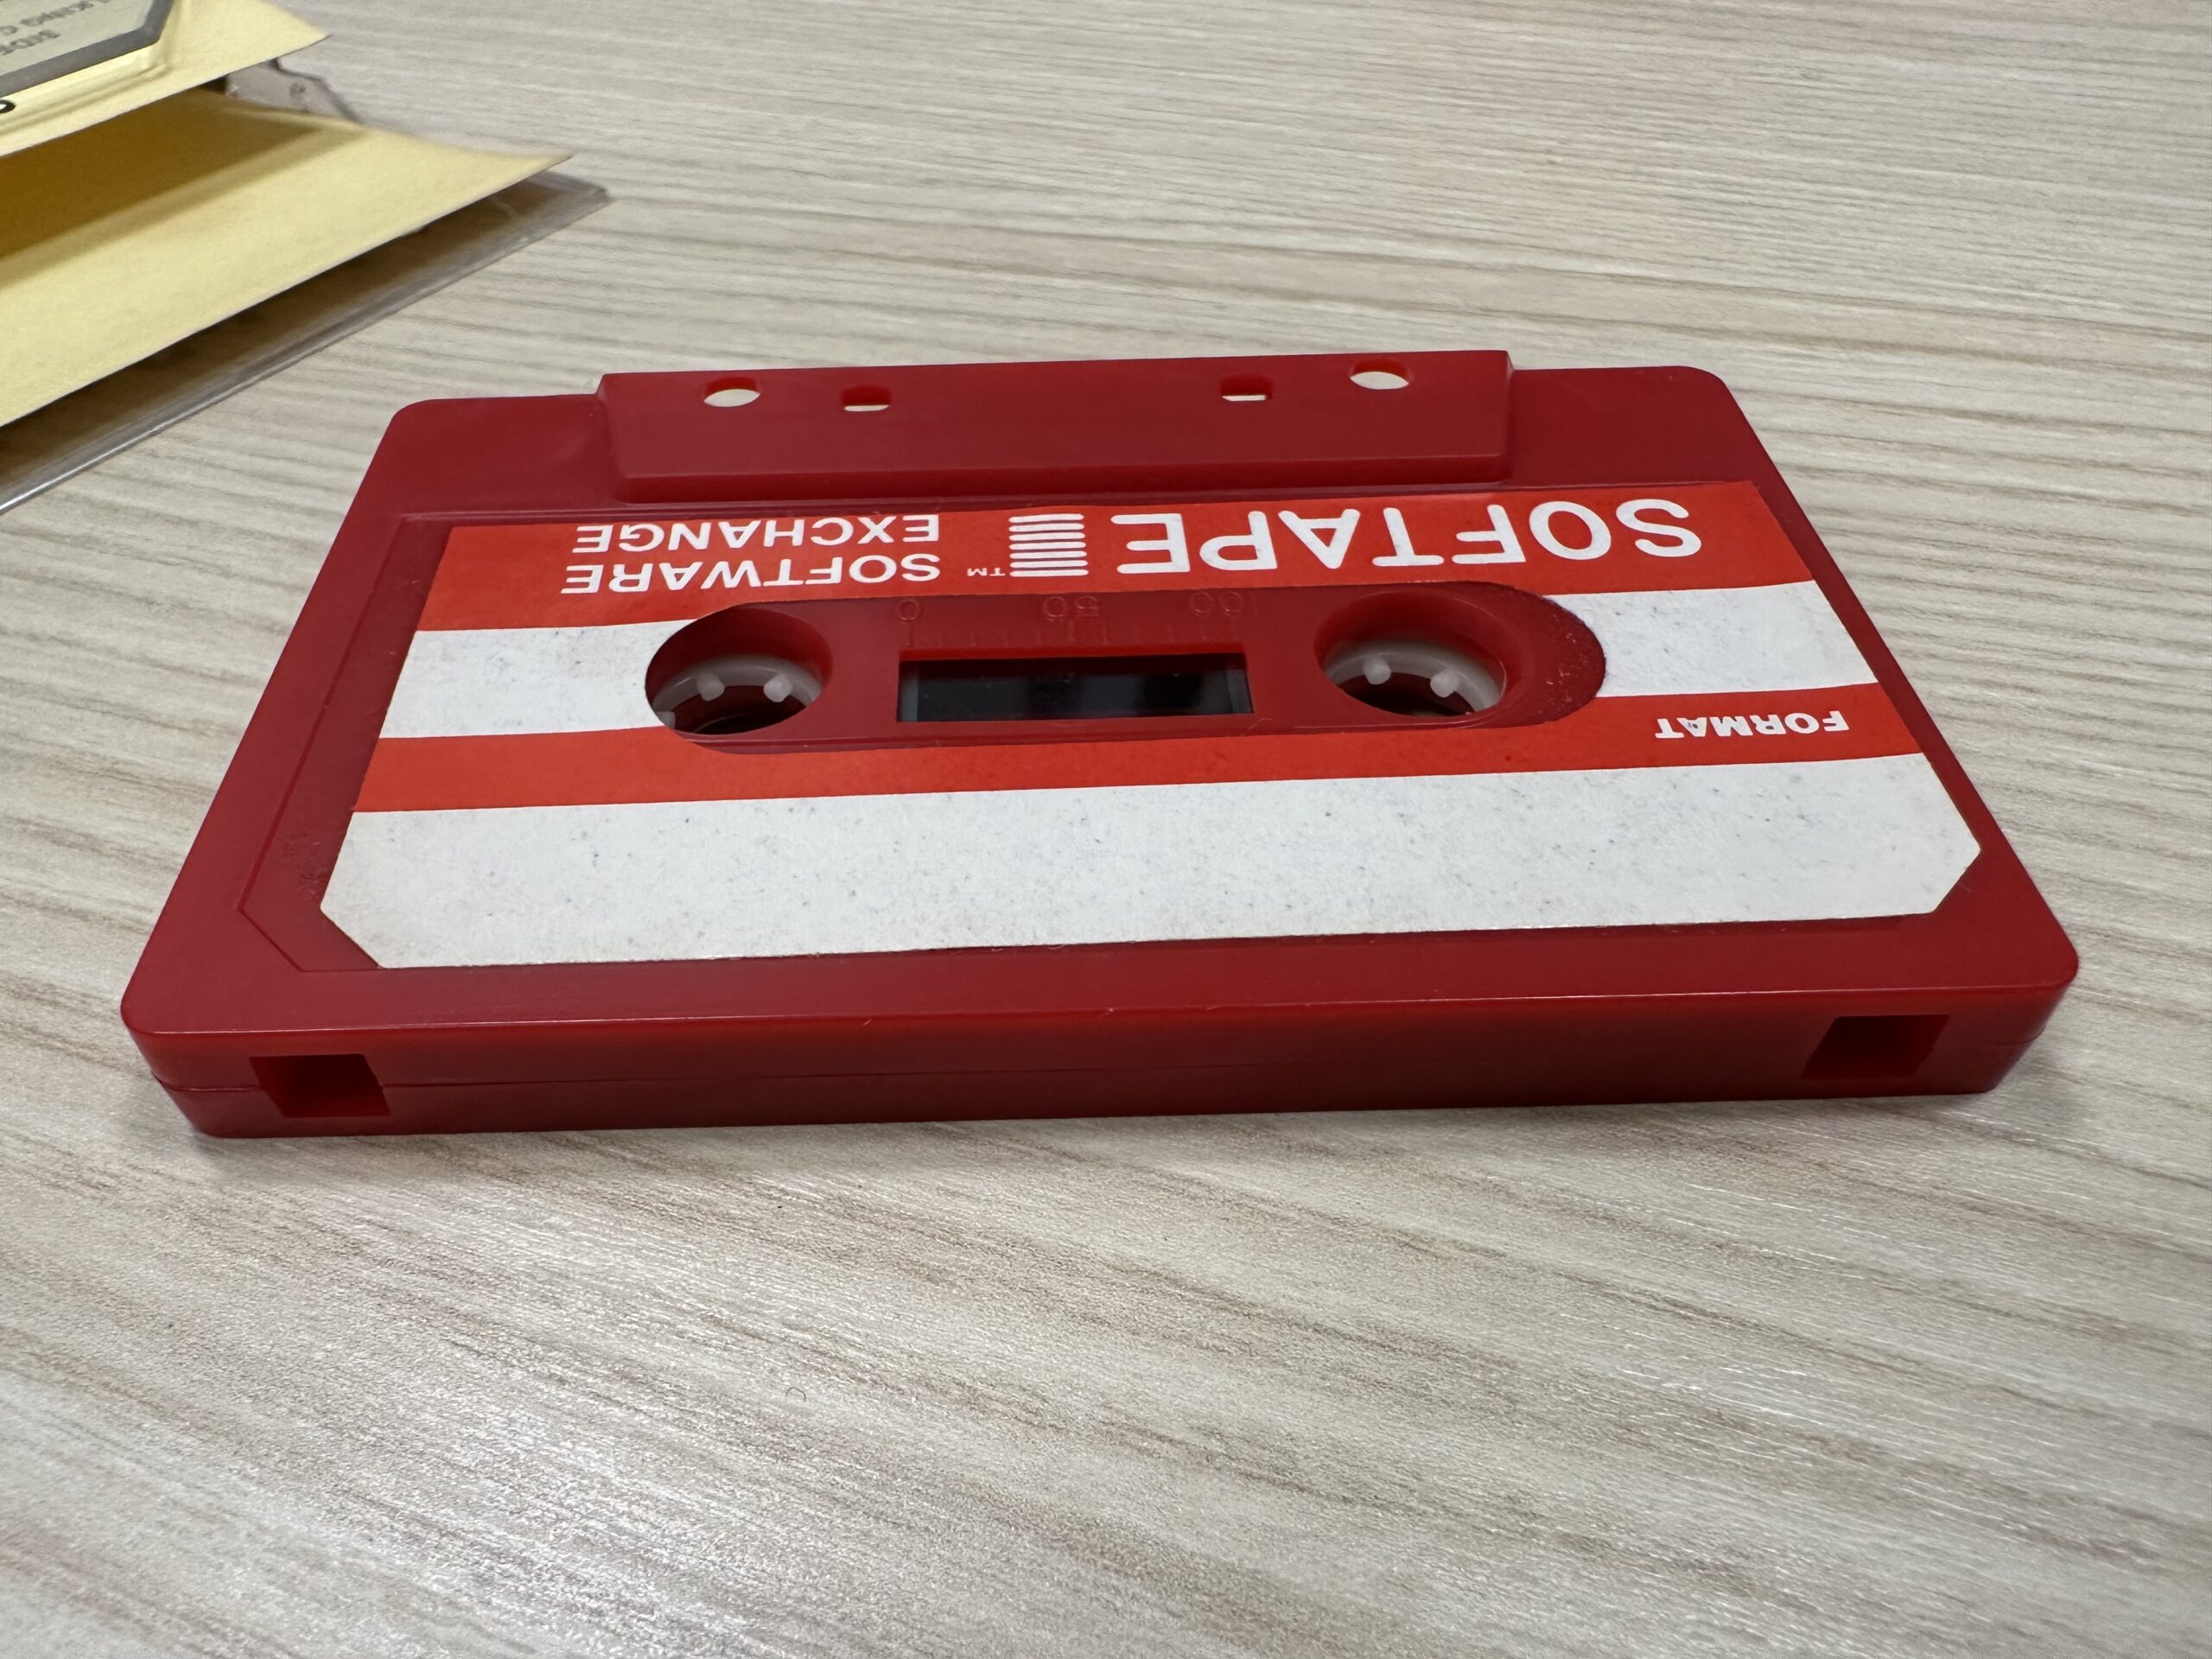 SOFTAPE
™
SOFTWARE
EXCHANGE
0 50 100
FORMAT